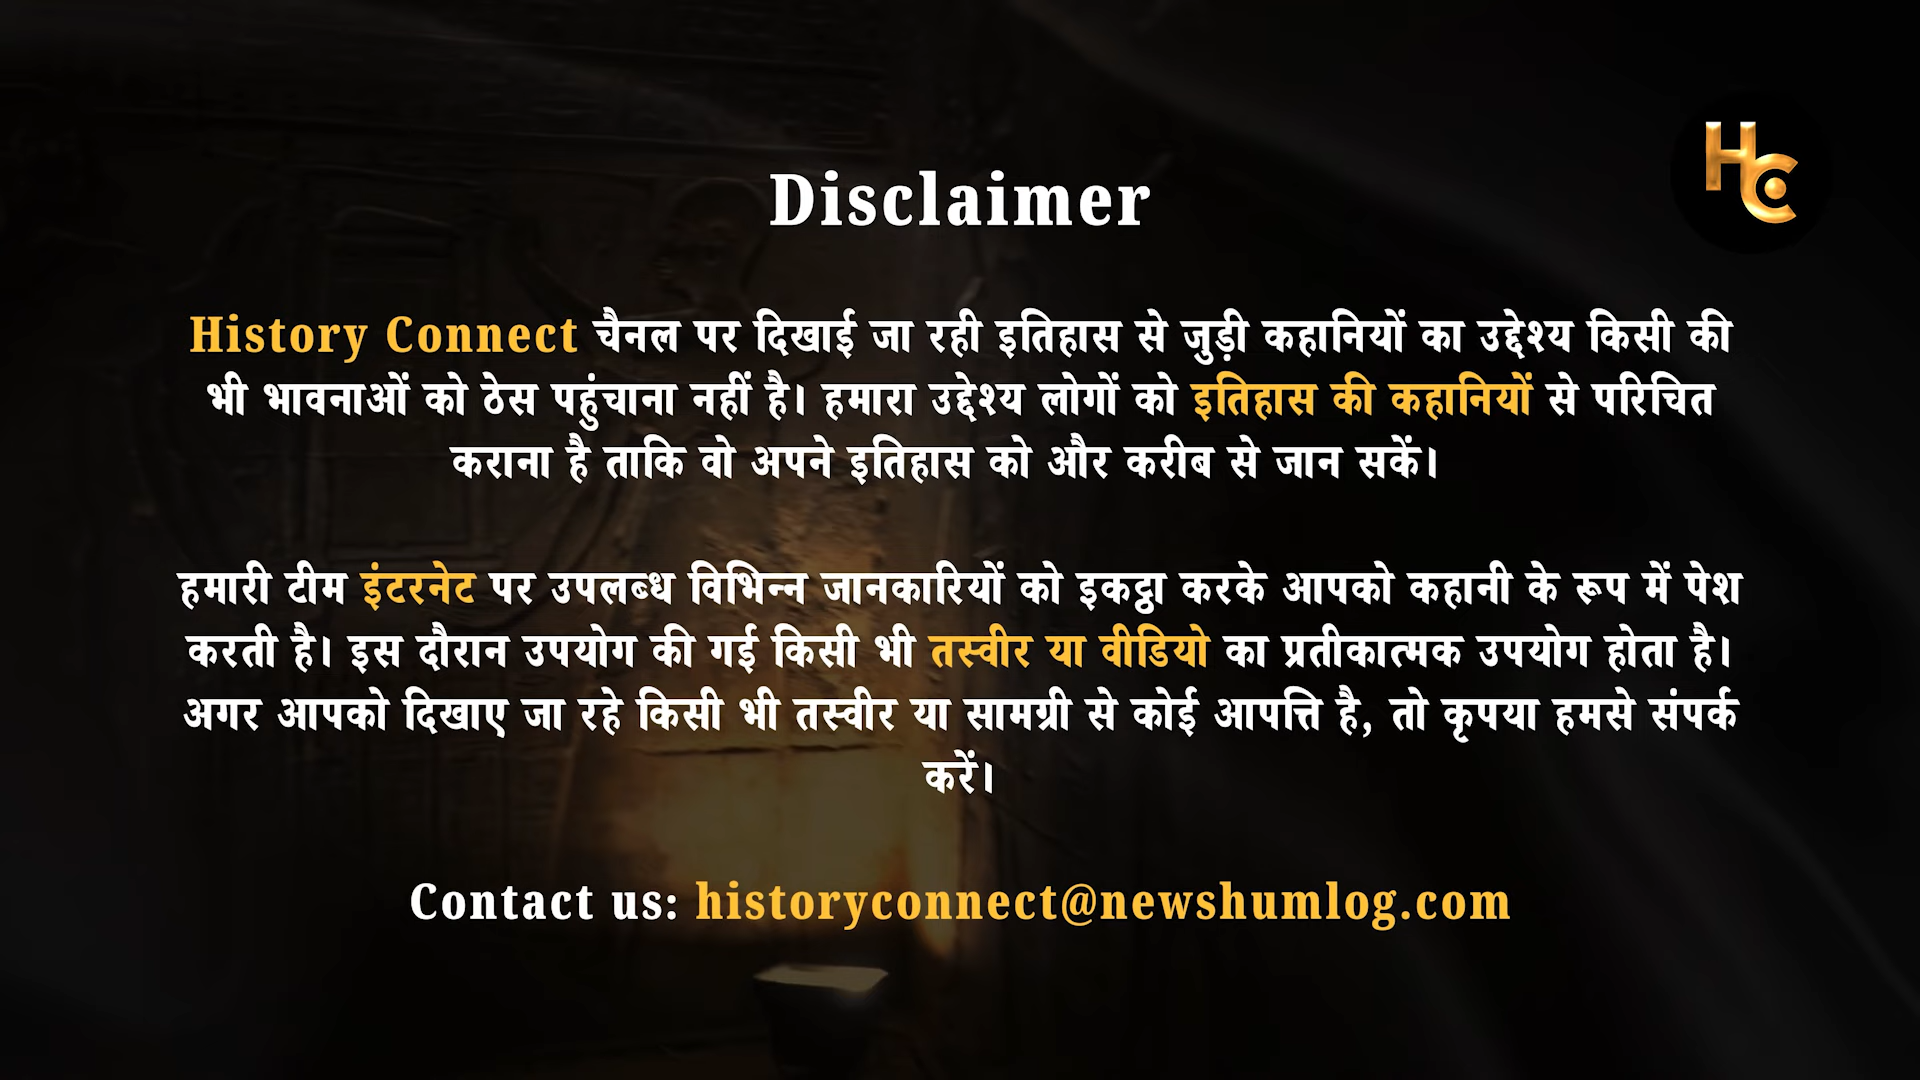 HC
Disclaimer
History Connect चैनल पर दिखाई जा रही इतिहास से जुड़ी कहानियों का उद्देश्य किसी की
भी भावनाओं को ठेस पहुंचाना नहीं है। हमारा उद्देश्य लोगों को इतिहास की कहानियों से परिचित
कराना है ताकि वो अपने इतिहास को और करीब से जान सकें।
हमारी टीम इंटरनेट पर उपलब्ध विभिन्न जानकारियों को इकट्ठा करके आपको कहानी के रूप में पेश
करती है। इस दौरान उपयोग की गई किसी भी तस्वीर या वीडियो का प्रतीकात्मक उपयोग होता है।
अगर आपको दिखाए जा रहे किसी भी तस्वीर या सामग्री से कोई आपत्ति है, तो कृपया हमसे संपर्क
करें।
Contact us: historyconnect@newshumlog.com